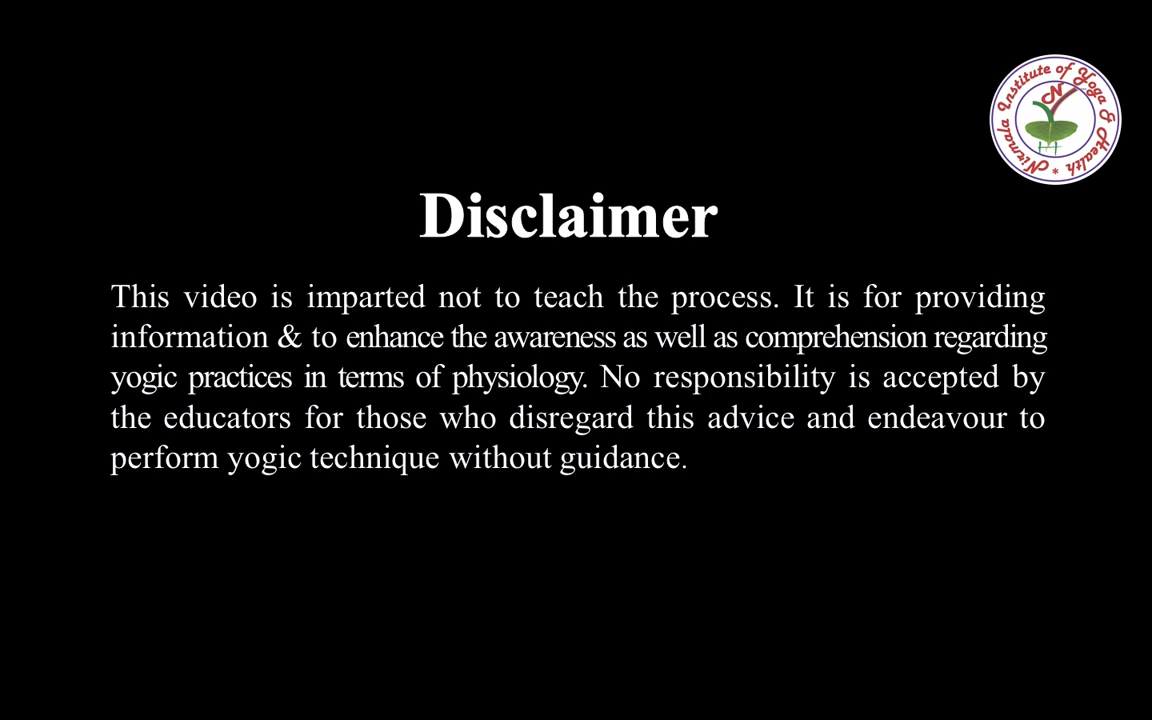 Nirmala Institute of Yoga & Health *
N
Disclaimer
This video is imparted not to teach the process. It is for providing
information & to enhance the awareness as well as comprehension regarding
yogic practices in terms of physiology. No responsibility is accepted by
the educators for those who disregard this advice and endeavour to
perform yogic technique without guidance.